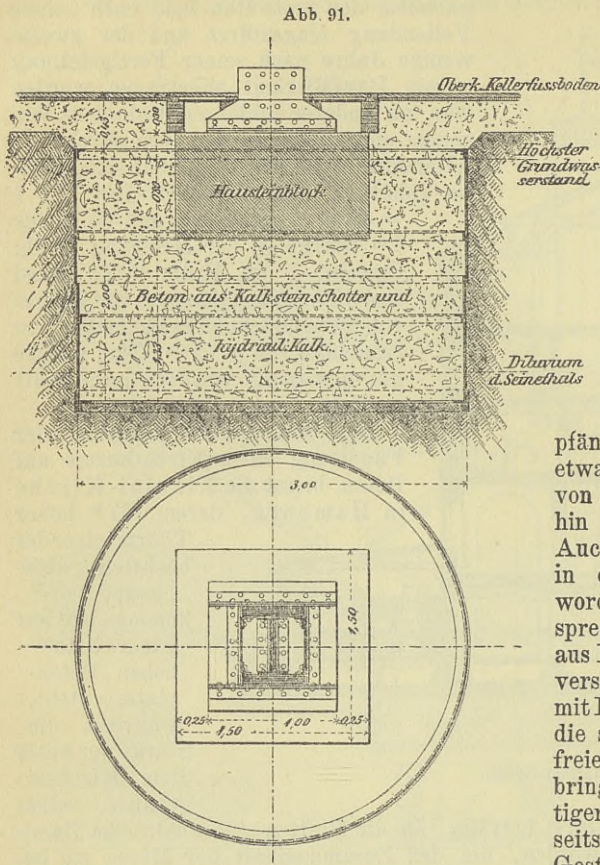 Abb. 91.
Oberk. Kellerfussboden
Höchster
Grundwas-
serstand
Hausteinblock
2,00
Beton aus Kalksteinschotter und
hydraul. Kalk.
Diluvium
d. Seinethals
3,00
1,50
0,25 1,00 0,25
1,50
pfän
etwa
von
hin
Auc
in
word
spre
aus
vers
mit
die
freie
bring
tiger
seits